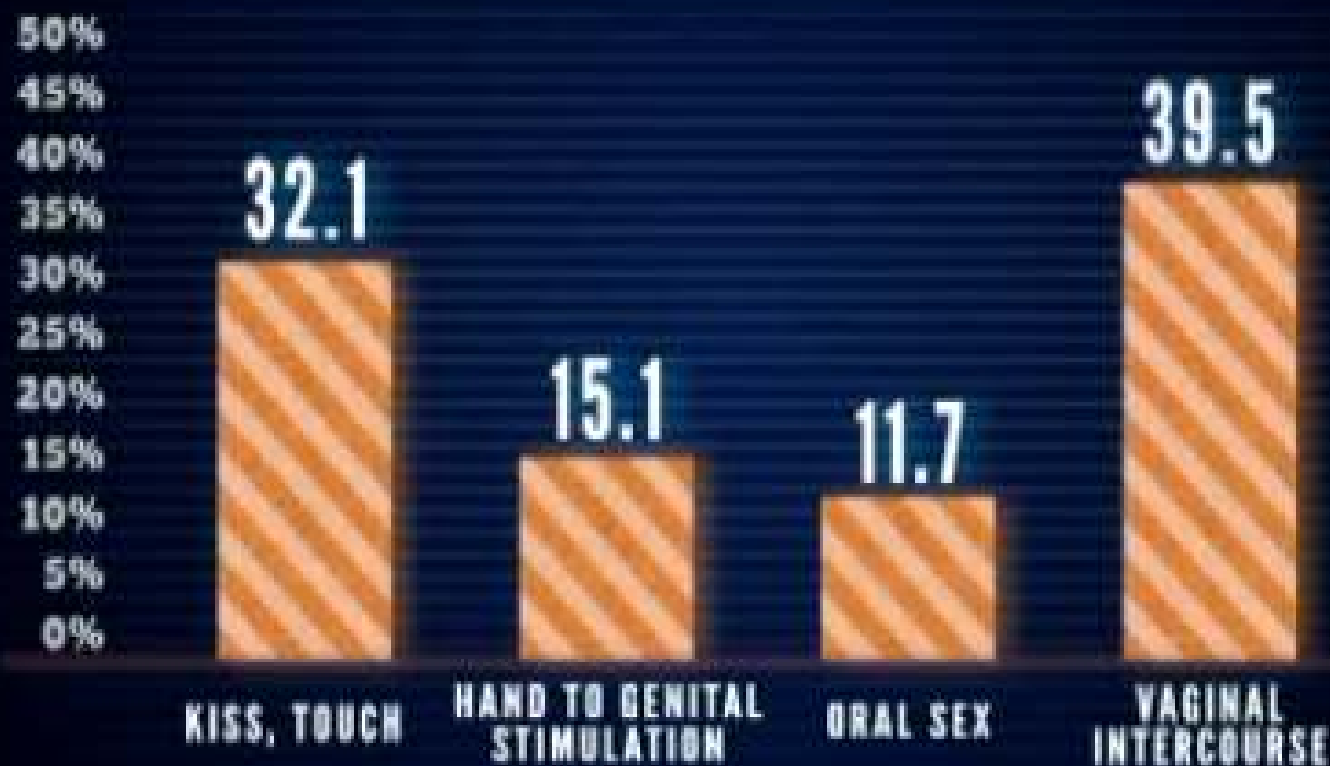 50%
45%
40%
35%
30%
25%
20%
15%
10%
5%
0%
32.1
15.1
11.7
39.5
KISS, TOUCH
HAND TO GENITAL
STIMULATION
ORAL SEX
VAGINAL
INTERCOURSE